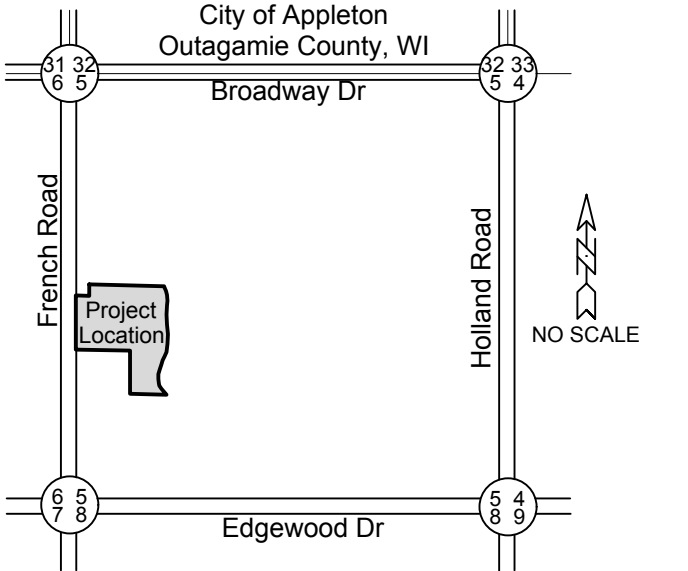 City of Appleton
Outagamie County, WI
31 32
6 5
32 33
5 4
Broadway Dr
French Road
Holland Road
Project
Location
N
NO SCALE
6 5
7 8
5 4
8 9
Edgewood Dr